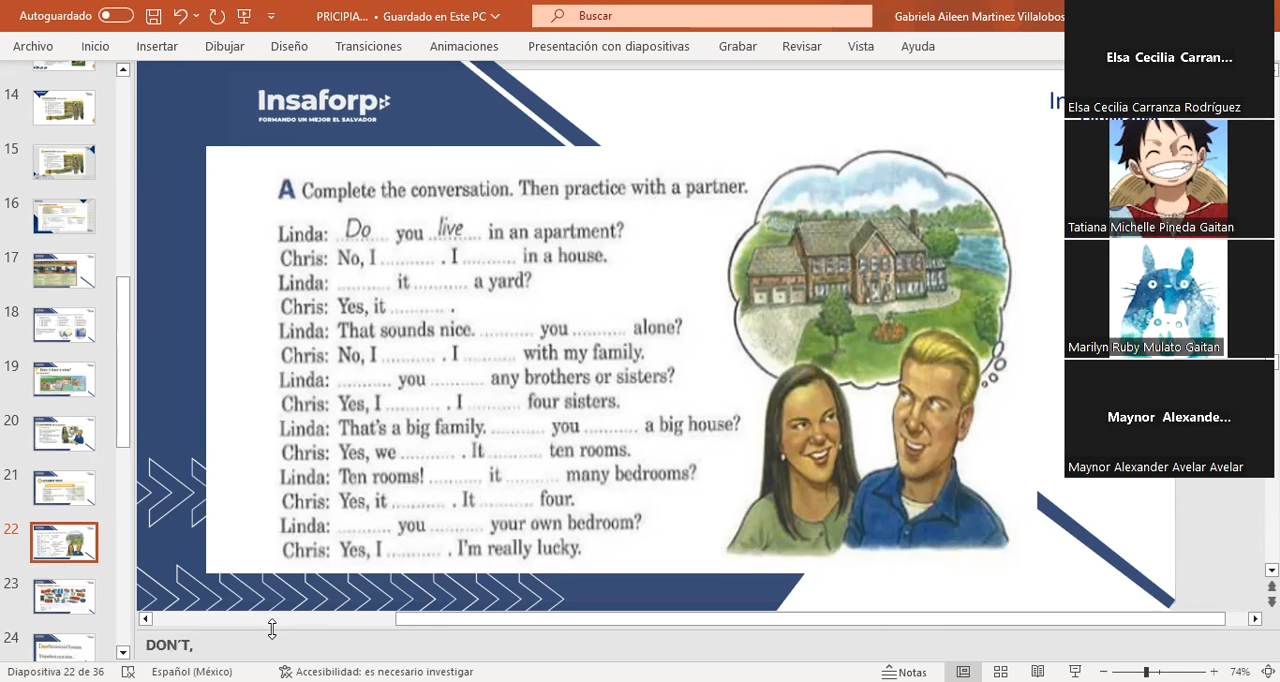 Autoguardado
PRICIPIA... • Guardado en Este PC
Buscar
Gabriela Aileen Martinez Villalobos
Archivo Inicio Insertar Dibujar Diseño Transiciones Animaciones Presentación con diapositivas Grabar Revisar Vista Ayuda
Elsa Cecilia Carran...
Elsa Cecilia Carranza Rodríguez
Tatiana Michelle Pineda Gaitan
Marilyn Ruby Mulato Gaitan
Maynor Alexande...
Maynor Alexander Avelar Avelar
14
15
16
17
18
19
20
21
22
23
24
Insaforp
FORMANDO UN MEJOR EL SALVADOR
A Complete the conversation. Then practice with a partner.
Linda: Do you live in an apartment?
Chris: No, I .......... . I .......... in a house.
Linda: .......... it .......... a yard?
Chris: Yes, it .......... .
Linda: That sounds nice. .......... you .......... alone?
Chris: No, I .......... . I .......... with my family.
Linda: .......... you .......... any brothers or sisters?
Chris: Yes, I .......... . I .......... four sisters.
Linda: That's a big family. .......... you .......... a big house?
Chris: Yes, we .......... . It .......... ten rooms.
Linda: Ten rooms! .......... it .......... many bedrooms?
Chris: Yes, it .......... . It .......... four.
Linda: .......... you .......... your own bedroom?
Chris: Yes, I .......... . I'm really lucky.
DON'T,
Diapositiva 22 de 36 Español (México) Accesibilidad: es necesario investigar Notas 74%